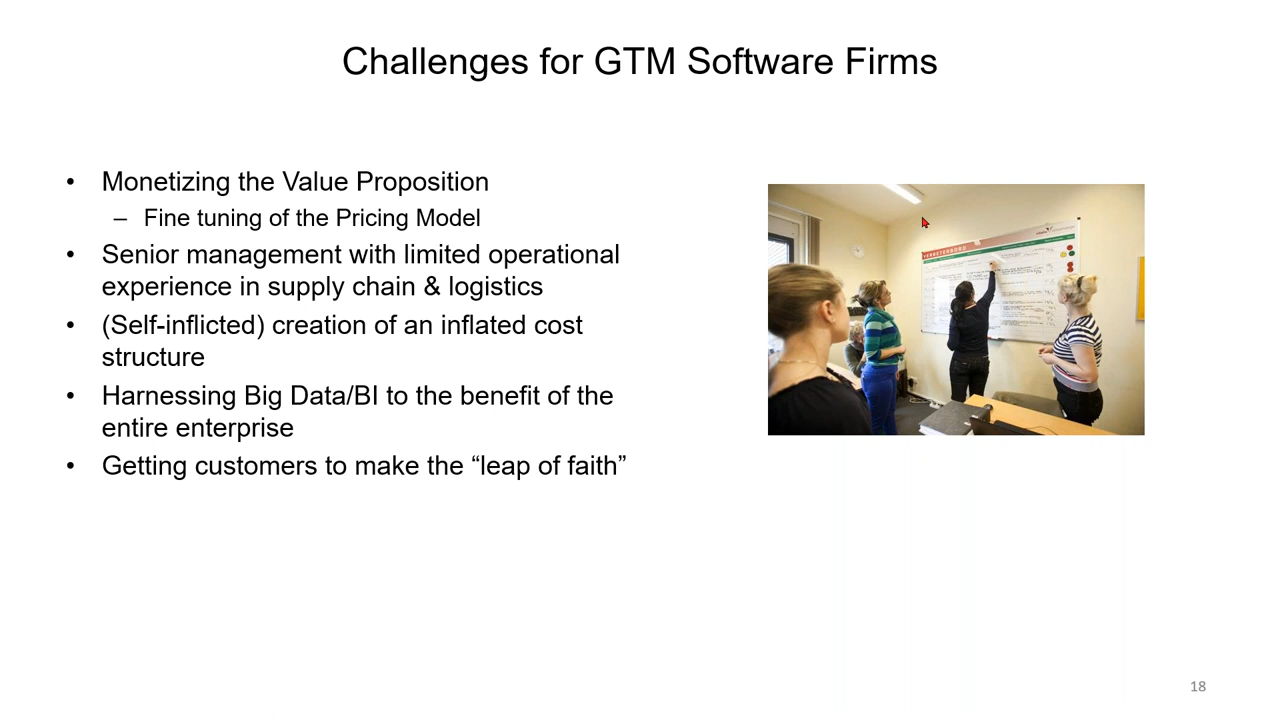 Challenges for GTM Software Firms
• Monetizing the Value Proposition
– Fine tuning of the Pricing Model
• Senior management with limited operational
experience in supply chain & logistics
• (Self-inflicted) creation of an inflated cost
structure
• Harnessing Big Data/BI to the benefit of the
entire enterprise
• Getting customers to make the “leap of faith”
VERBETERBORD
18